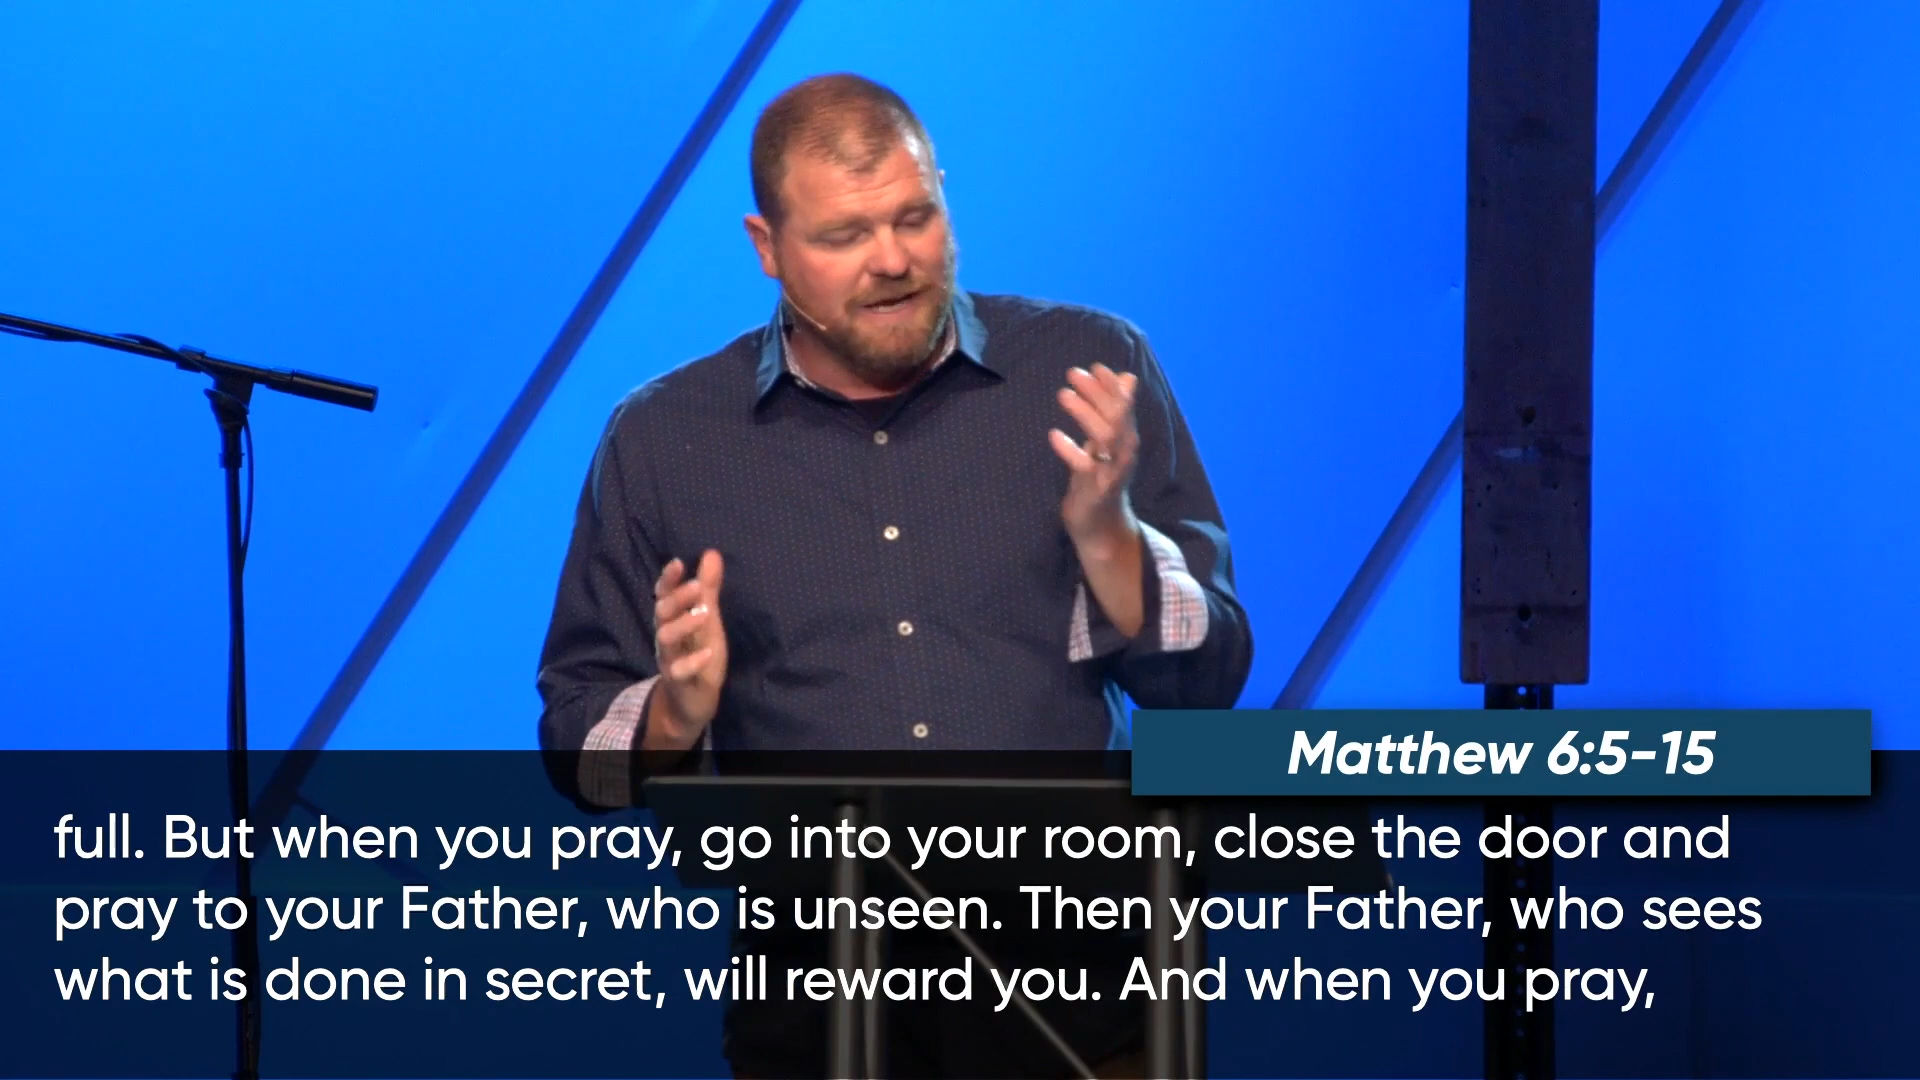 Matthew 6:5-15
full. But when you pray, go into your room, close the door and
pray to your Father, who is unseen. Then your Father, who sees
what is done in secret, will reward you. And when you pray,